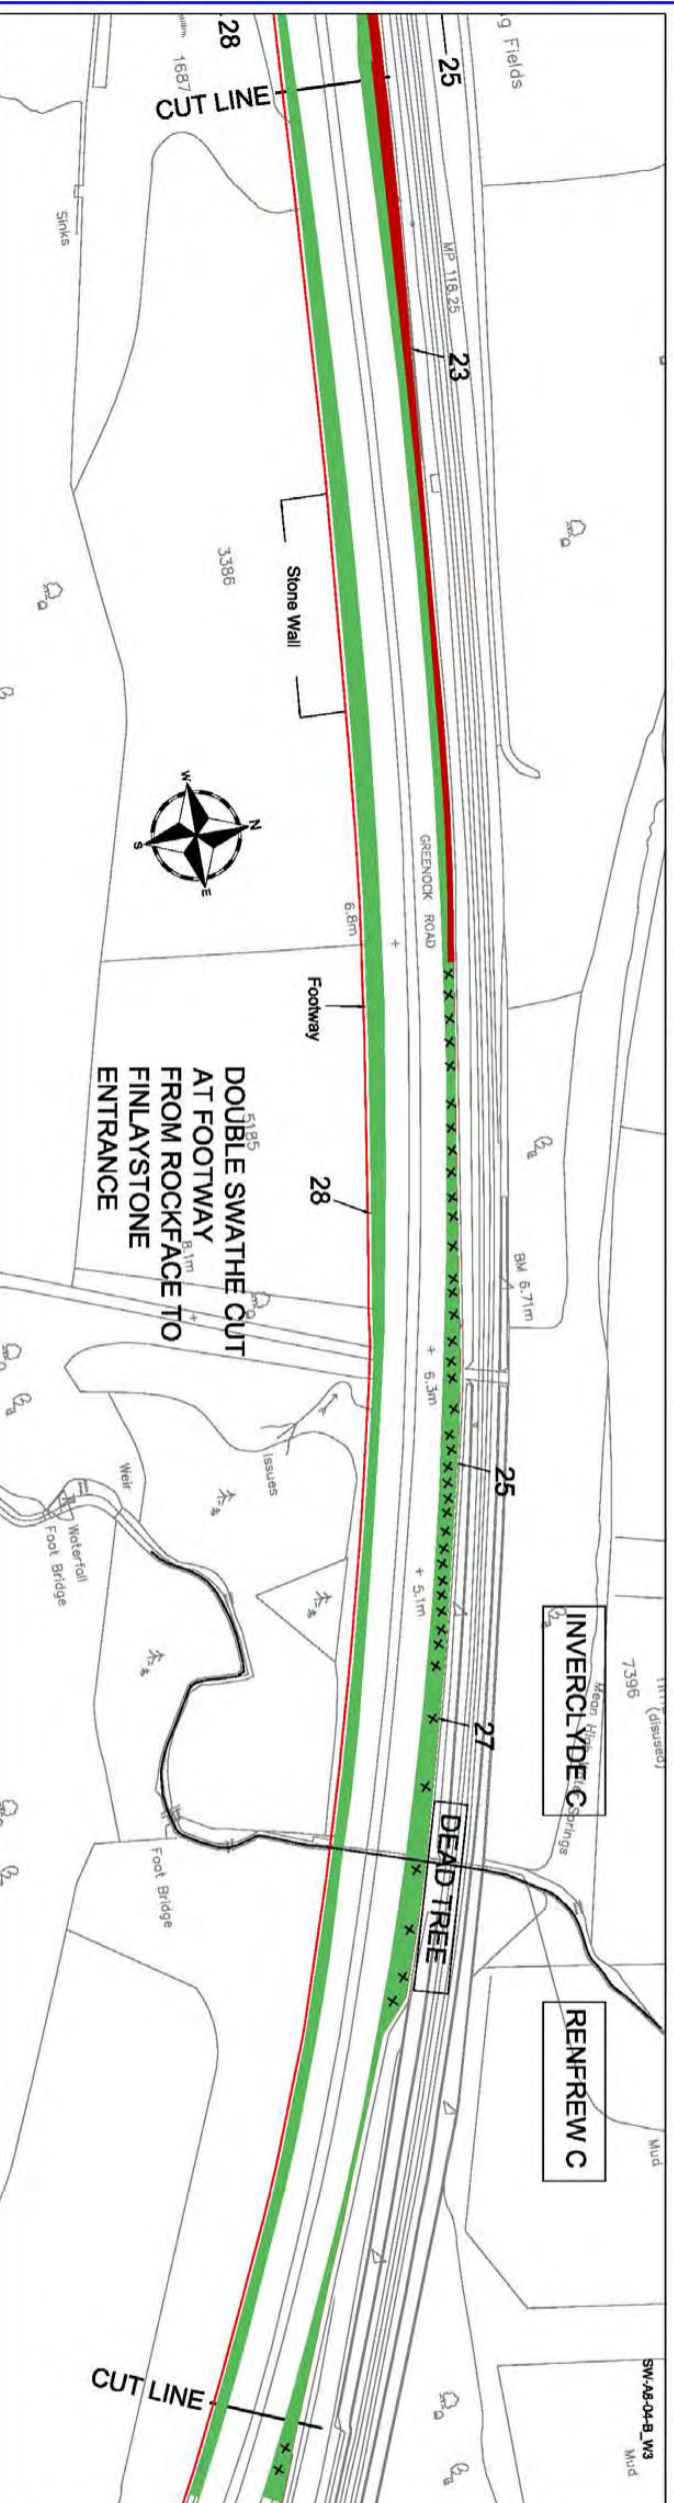 SW-A8-04-B_W3
g Fields
25
28
1687
CUT LINE
Sinks
MP 118.25
23
3386
Stone Wall
N
W
E
S
GREENOCK ROAD
6.8m
Footway
DOUBLE SWATHE CUT
AT FOOTWAY
FROM ROCKFACE TO
FINLAYSTONE
ENTRANCE
5185
8.1m
28
BM 6.71m
6.3m
25
Issues
Weir
Waterfall
Foot Bridge
5.1m
INVERCLYDE C
7396
(disused)
Springs
27
DEAD TREE
Foot Bridge
RENFREW C
Mud
CUT LINE
Mud